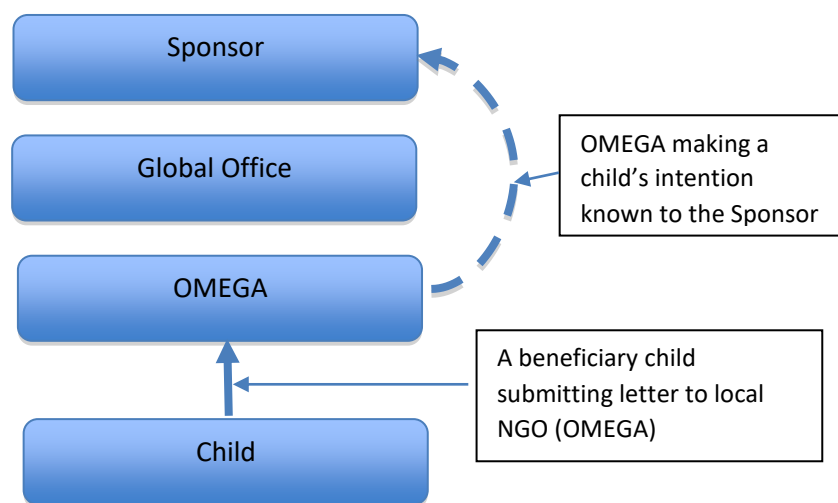 Sponsor
Global Office
OMEGA making a
child’s intention
known to the Sponsor
OMEGA
A beneficiary child
submitting letter to local
NGO (OMEGA)
Child